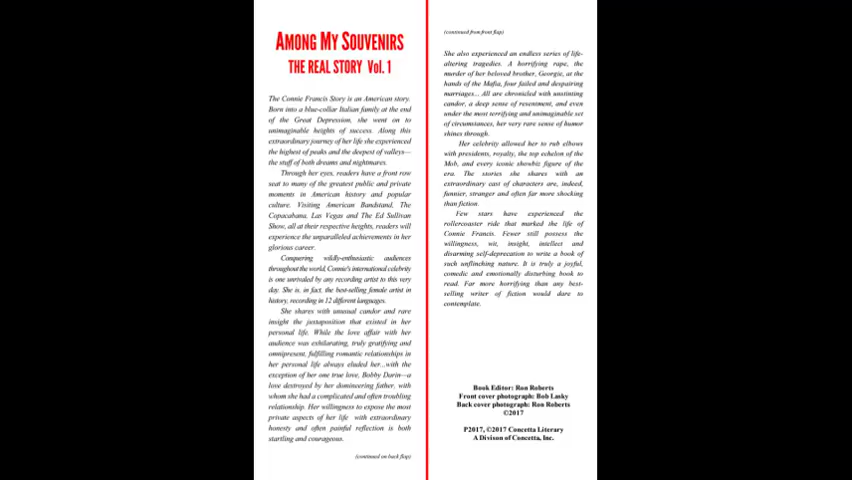 AMONG MY SOUVENIRS
THE REAL STORY Vol. 1
The Connie Francis Story is an American story.
Born into a blue-collar Italian family at the end
of the Great Depression, she went on to
unimaginable heights of success. Along this
extraordinary journey of her life she experienced
the highest of peaks and the deepest of valleys—
the stuff of both dreams and nightmares.
Through her eyes, readers have a front row
seat to many of the greatest public and private
moments in American history and popular
culture. Visiting American Bandstand, The
Copacabana, Las Vegas and The Ed Sullivan
Show, all at their respective heights, readers will
experience the unparalleled achievements in her
glorious career.
Conquering wildly-enthusiastic audiences
throughout the world, Connie's international celebrity
is one unrivaled by any recording artist to this very
day. She is, in fact, the best-selling female artist in
history, recording in 12 different languages.
She shares with unusual candor and rare
insight the juxtaposition that existed in her
personal life. While the love affair with her
audience was exhilarating, truly gratifying and
omnipresent, fulfilling romantic relationships in
her personal life always eluded her...with the
exception of her one true love, Bobby Darin—a
love destroyed by her domineering father, with
whom she had a complicated and often troubling
relationship. Her willingness to expose the most
private aspects of her life with extraordinary
honesty and often painful reflection is both
startling and courageous.
(continued on back flap)
(continued from front flap)
She also experienced an endless series of life-
altering tragedies. A horrifying rape, the
murder of her beloved brother, Georgie, at the
hands of the Mafia, four failed and despairing
marriages... All are chronicled with unstinting
candor, a deep sense of resentment, and even
under the most terrifying and unimaginable set
of circumstances, her very rare sense of humor
shines through.
Her celebrity allowed her to rub elbows
with presidents, royalty, the top echelon of the
Mob, and every iconic showbiz figure of the
era. The stories she shares with an
extraordinary cast of characters are, indeed,
funnier, stranger and often far more shocking
than fiction.
Few stars have experienced the
rollercoaster ride that marked the life of
Connie Francis. Fewer still possess the
willingness, wit, insight, intellect and
disarming self-deprecation to write a book of
such unflinching nature. It is truly a joyful,
comedic and emotionally disturbing book to
read. Far more horrifying than any best-
selling writer of fiction would dare to
contemplate.
Book Editor: Ron Roberts
Front cover photograph: Bob Lasky
Back cover photograph: Ron Roberts
©2017
P2017, ©2017 Concetta Literary
A Divison of Concetta, Inc.